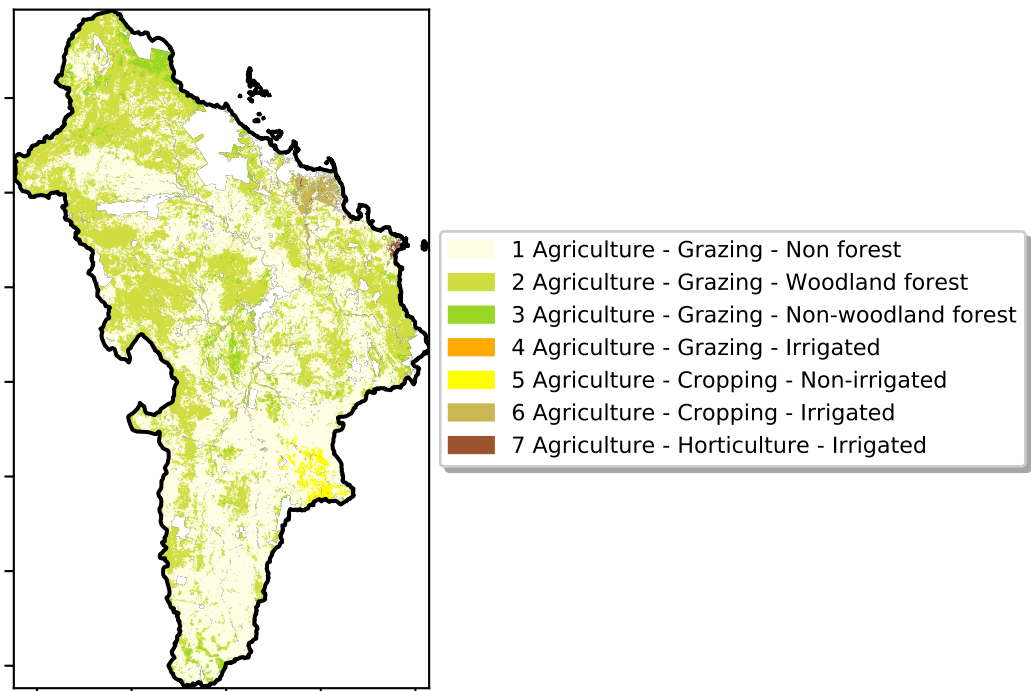 1 Agriculture - Grazing - Non forest
2 Agriculture - Grazing - Woodland forest
3 Agriculture - Grazing - Non-woodland forest
4 Agriculture - Grazing - Irrigated
5 Agriculture - Cropping - Non-irrigated
6 Agriculture - Cropping - Irrigated
7 Agriculture - Horticulture - Irrigated